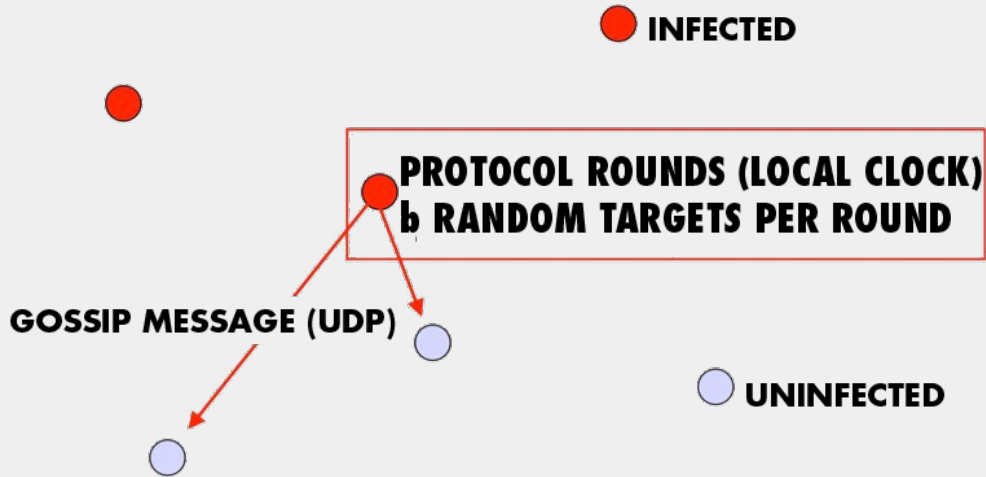 INFECTED
PROTOCOL ROUNDS (LOCAL CLOCK)
b RANDOM TARGETS PER ROUND
GOSSIP MESSAGE (UDP)
UNINFECTED